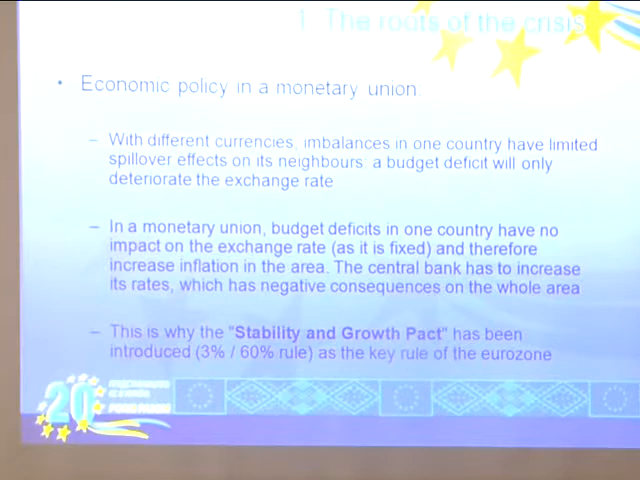 1. The roots of the crisis
• Economic policy in a monetary union:
– With different currencies, imbalances in one country have limited
spillover effects on its neighbours: a budget deficit will only
deteriorate the exchange rate
– In a monetary union, budget deficits in one country have no
impact on the exchange rate (as it is fixed) and therefore
increase inflation in the area. The central bank has to increase
its rates, which has negative consequences on the whole area
– This is why the "Stability and Growth Pact" has been
introduced (3% / 60% rule) as the key rule of the eurozone
20